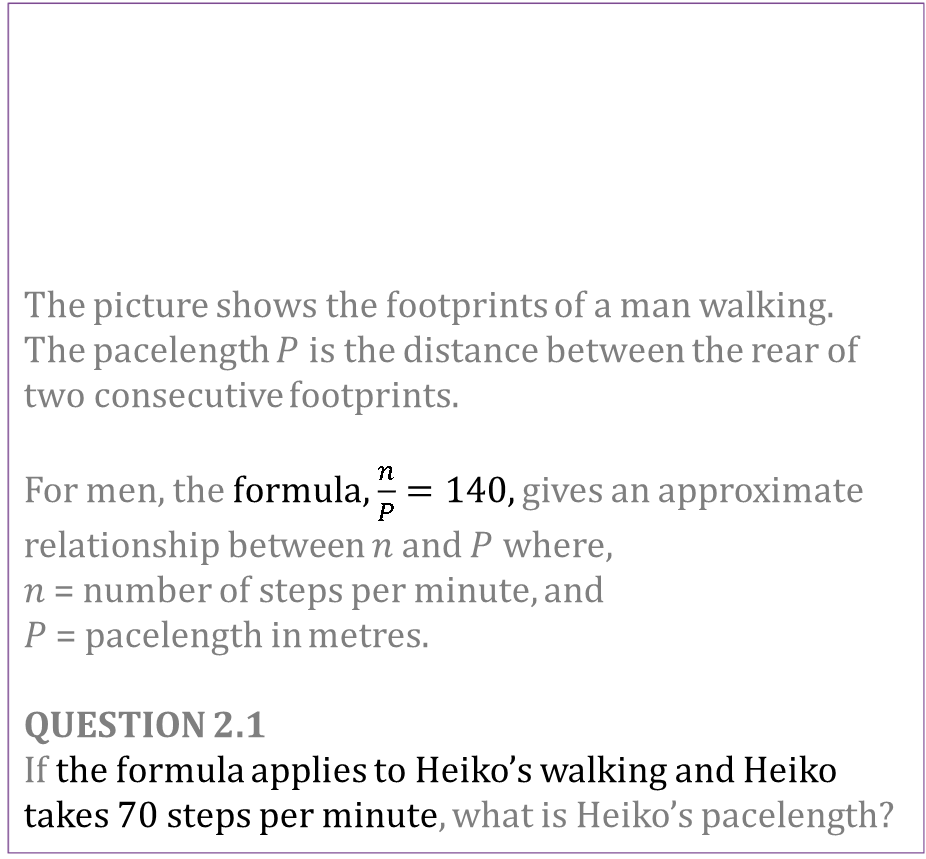 The picture shows the footprints of a man walking.
The pacelength P is the distance between the rear of
two consecutive footprints.
For men, the formula, n/P = 140, gives an approximate
relationship between n and P where,
n = number of steps per minute, and
P = pacelength in metres.
QUESTION 2.1
If the formula applies to Heiko’s walking and Heiko
takes 70 steps per minute, what is Heiko’s pacelength?